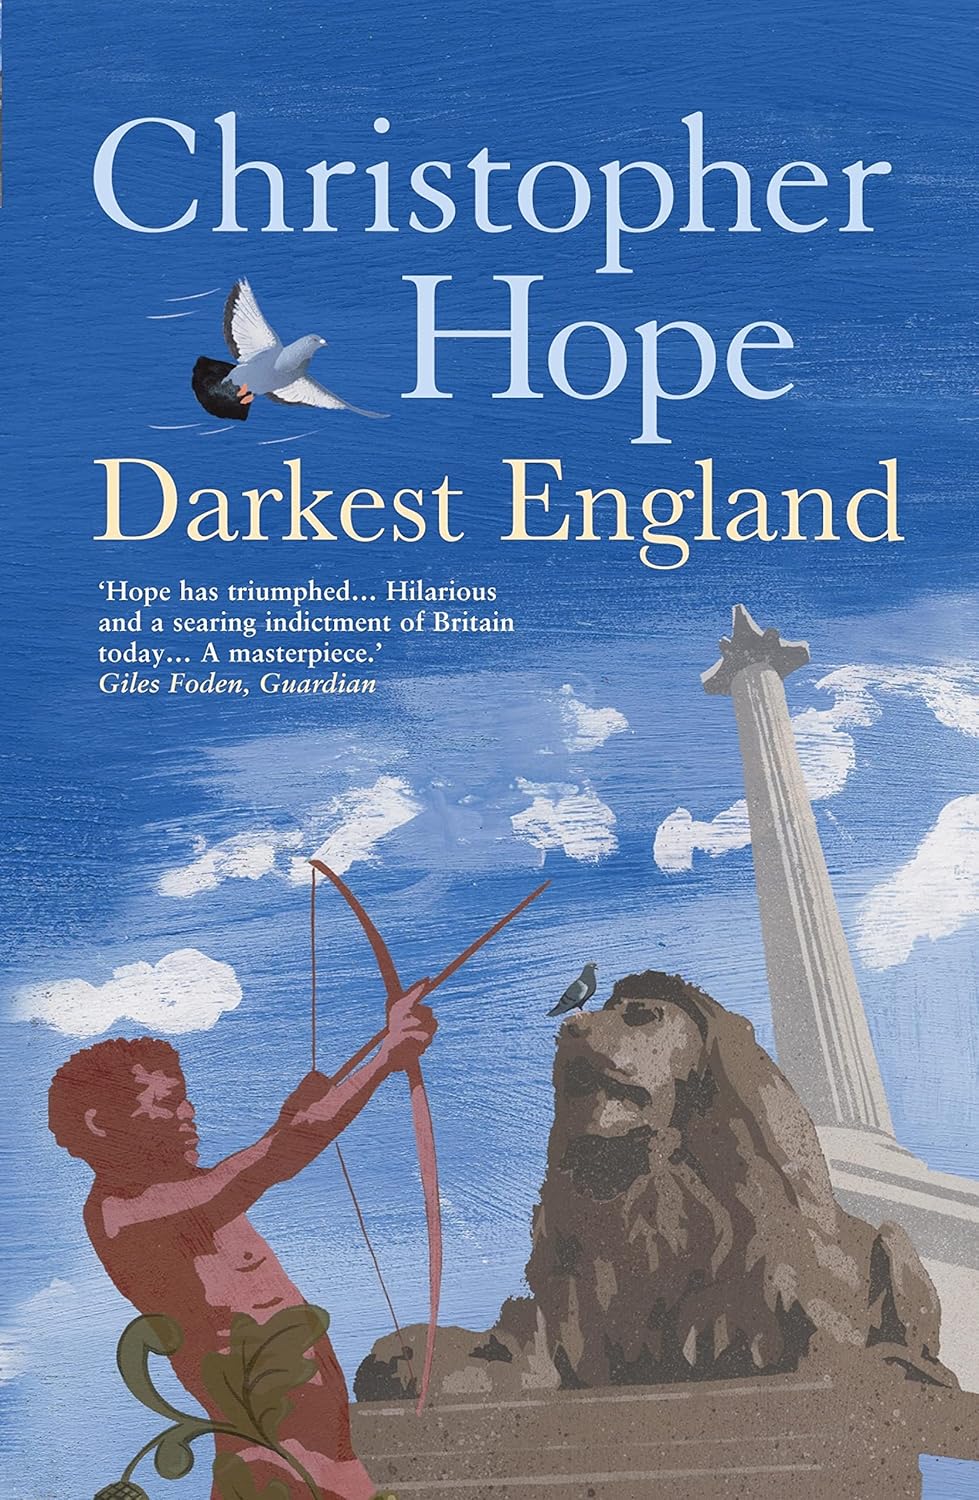 Christopher
Hope
Darkest England
‘Hope has triumphed... Hilarious
and a searing indictment of Britain
today... A masterpiece.’
Giles Foden, Guardian